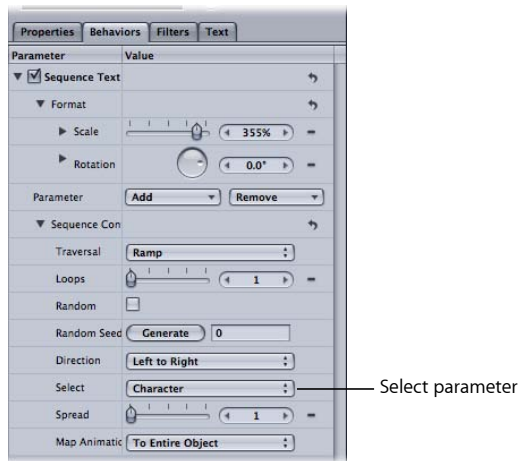 Properties Behaviors Filters Text
Parameter Value
Sequence Text
Format
Scale 355%
Rotation 0.0°
Parameter Add Remove
Sequence Con
Traversal Ramp
Loops 1
Random
Random Seed Generate 0
Direction Left to Right
Select Character Select parameter
Spread 1
Map Animatic To Entire Object